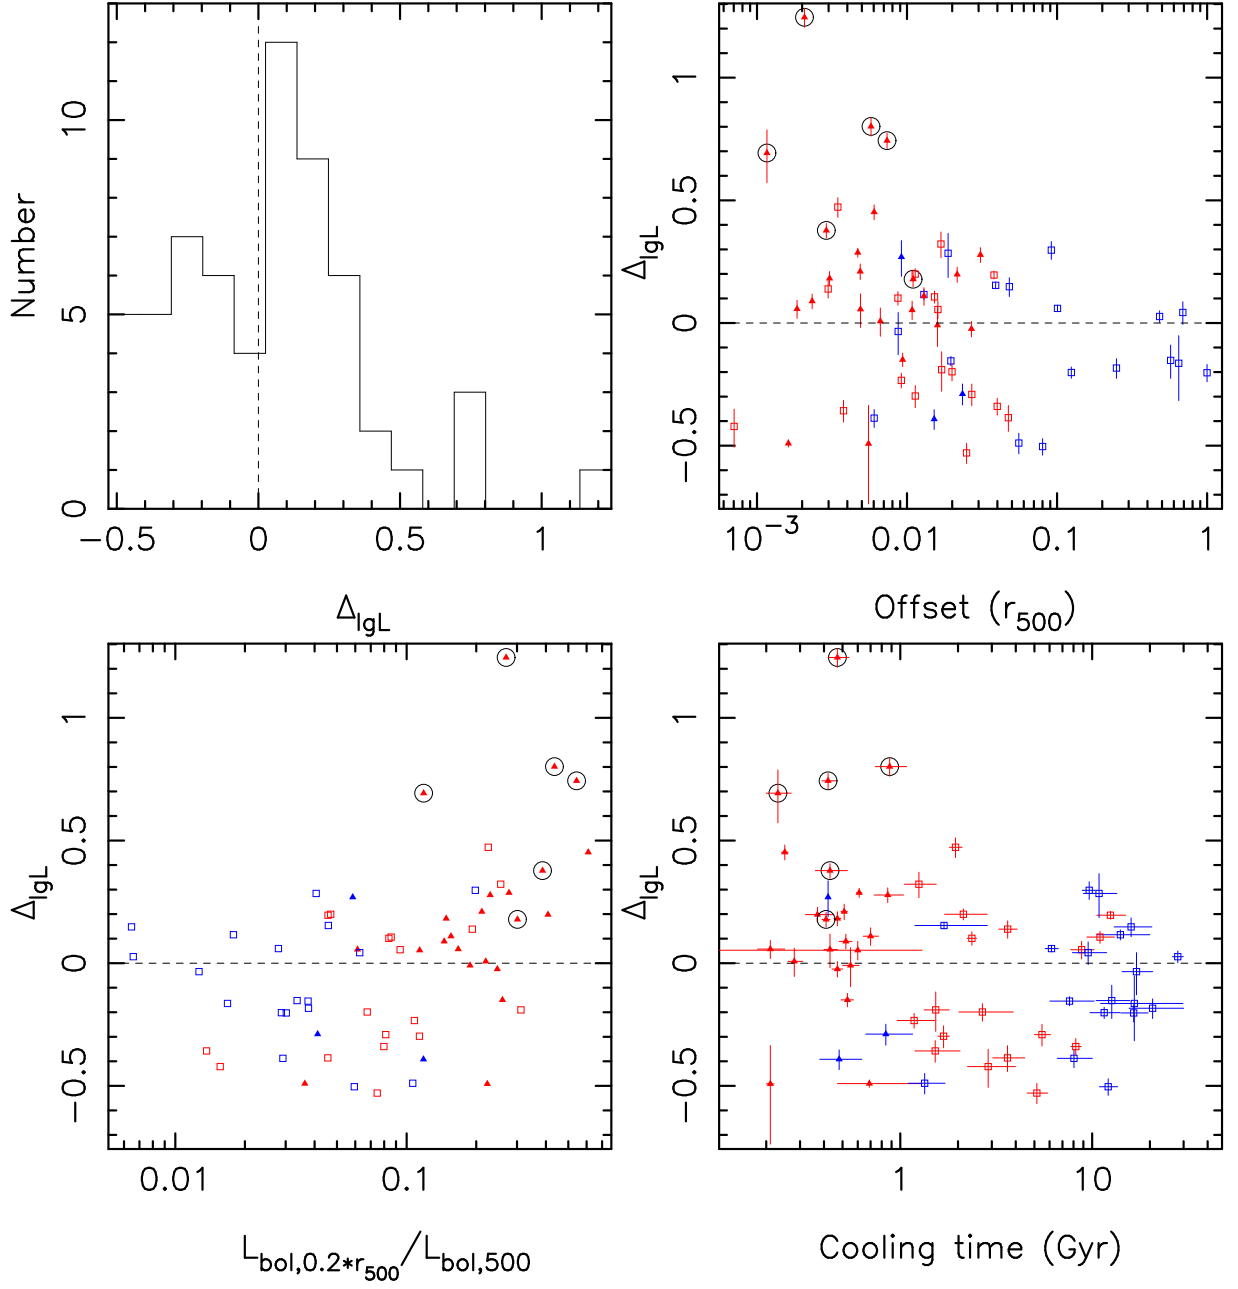 Number
10
5
0
−0.5 0 0.5 1
Δ_lgL
Δ_lgL
1
0.5
0
−0.5
10^−3 0.01 0.1 1
Offset (r_500)
Δ_lgL
1
0.5
0
−0.5
0.01 0.1
L_bol,0.2*r_500/L_bol,500
Δ_lgL
1
0.5
0
−0.5
1 10
Cooling time (Gyr)